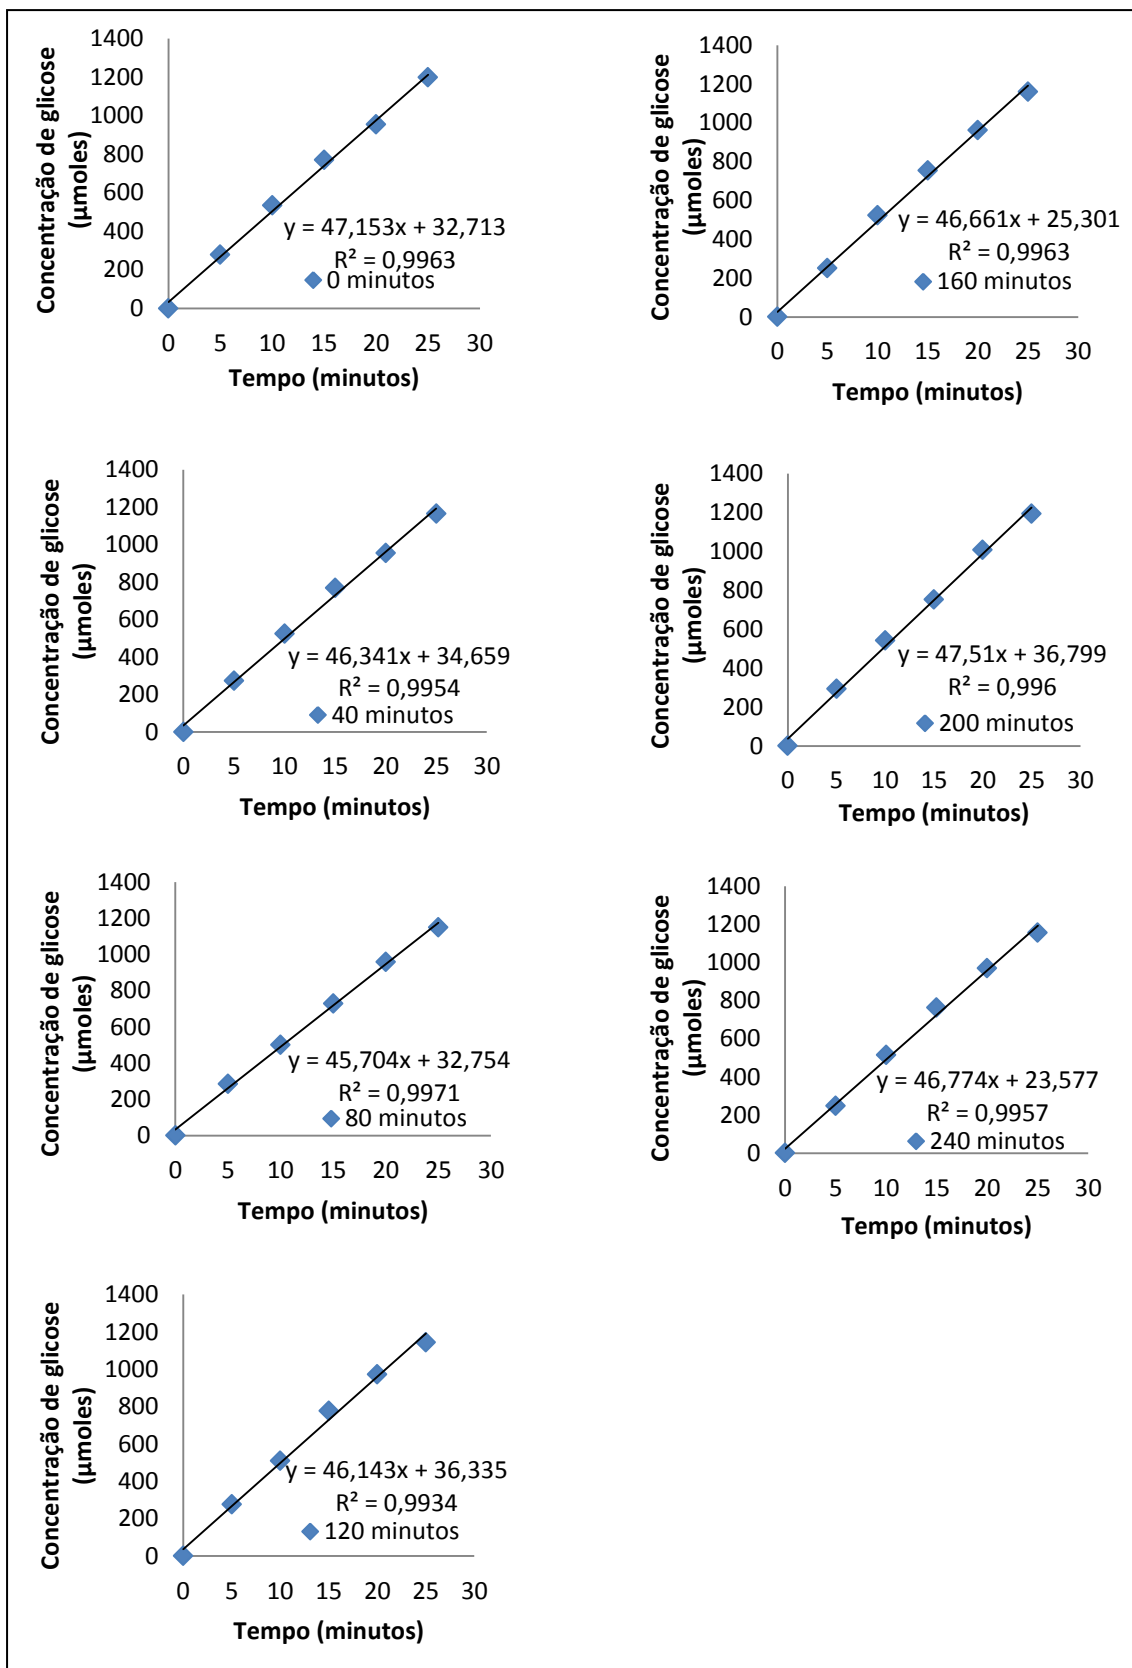 Concentração de glicose
(µmoles)
1400
1200
1000
800
600
400
200
0
y = 47,153x + 32,713
R² = 0,9963
0 minutos
0 5 10 15 20 25 30
Tempo (minutos)
Concentração de glicose
(µmoles)
1400
1200
1000
800
600
400
200
0
y = 46,661x + 25,301
R² = 0,9963
160 minutos
0 5 10 15 20 25 30
Tempo (minutos)
Concentração de glicose
(µmoles)
1400
1200
1000
800
600
400
200
0
y = 46,341x + 34,659
R² = 0,9954
40 minutos
0 5 10 15 20 25 30
Tempo (minutos)
Concentração de glicose
(µmoles)
1400
1200
1000
800
600
400
200
0
y = 47,51x + 36,799
R² = 0,996
200 minutos
0 5 10 15 20 25 30
Tempo (minutos)
Concentração de glicose
(µmoles)
1400
1200
1000
800
600
400
200
0
y = 45,704x + 32,754
R² = 0,9971
80 minutos
0 5 10 15 20 25 30
Tempo (minutos)
Concentração de glicose
(µmoles)
1400
1200
1000
800
600
400
200
0
y = 46,774x + 23,577
R² = 0,9957
240 minutos
0 5 10 15 20 25 30
Tempo (minutos)
Concentração de glicose
(µmoles)
1400
1200
1000
800
600
400
200
0
y = 46,143x + 36,335
R² = 0,9934
120 minutos
0 5 10 15 20 25 30
Tempo (minutos)